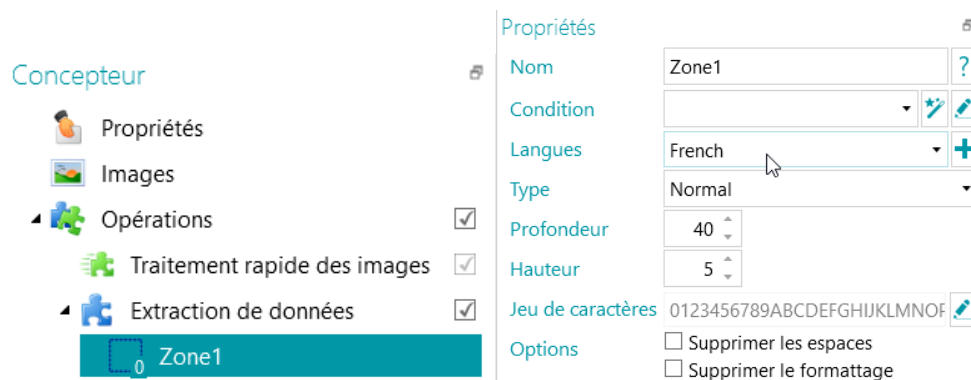 Concepteur
Propriétés
Images
Opérations
Traitement rapide des images
Extraction de données
0 Zone1
Propriétés
Nom Zone1 ?
Condition
Langues French
Type Normal
Profondeur 40
Hauteur 5
Jeu de caractères 0123456789ABCDEFGHIJKLMNOP
Options Supprimer les espaces
Supprimer le formattage